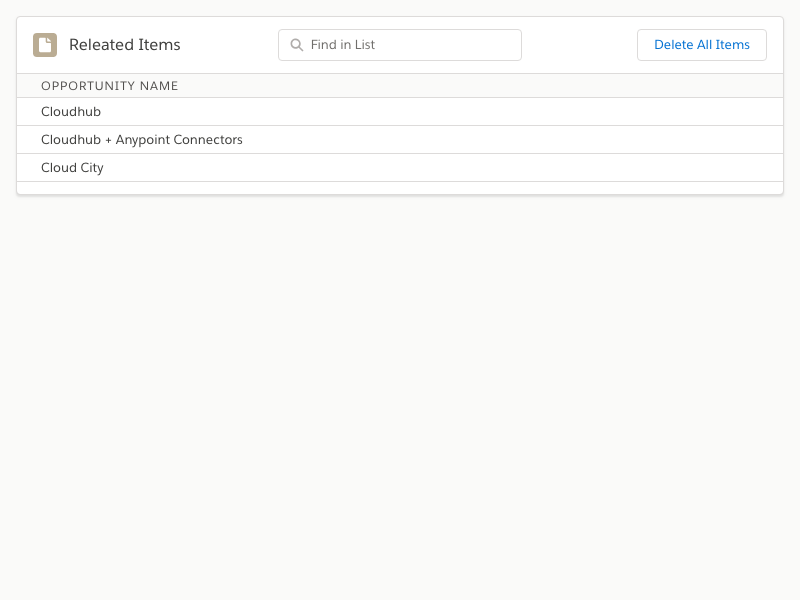 Releated Items
Find in List
Delete All Items
OPPORTUNITY NAME
Cloudhub
Cloudhub + Anypoint Connectors
Cloud City